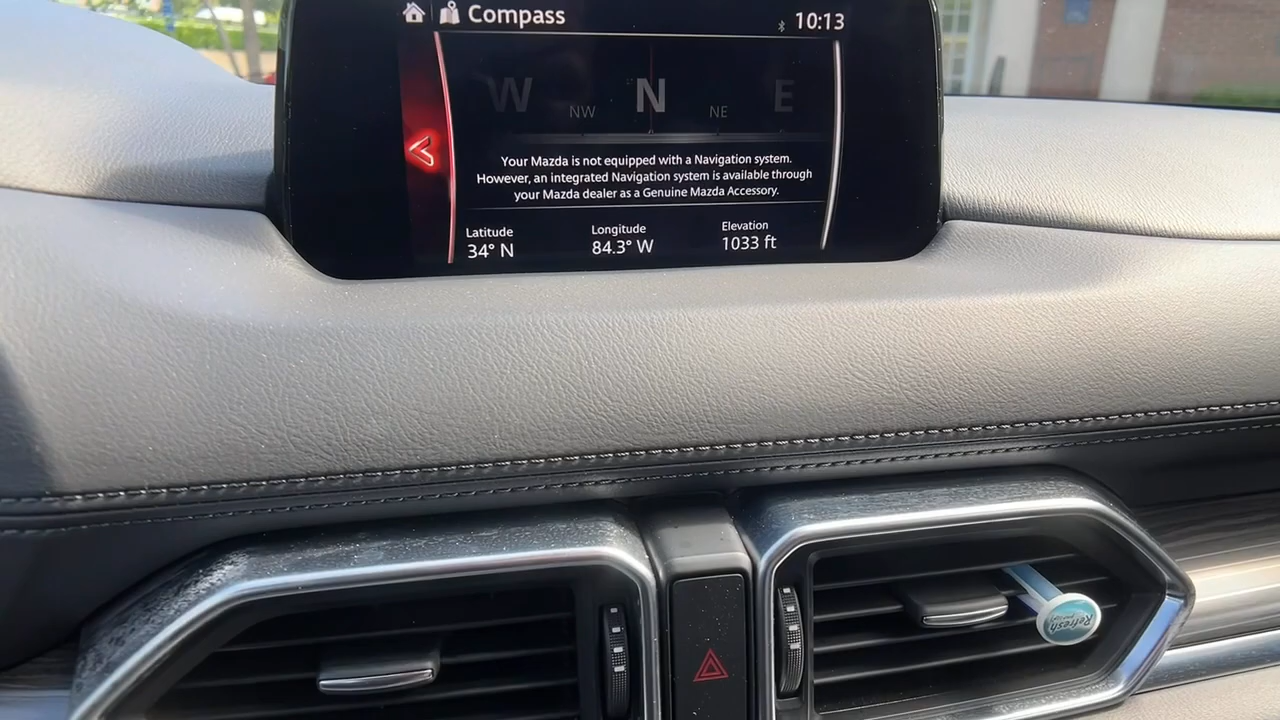 Compass
10:13
W NW N NE E
Your Mazda is not equipped with a Navigation system.
However, an integrated Navigation system is available through
your Mazda dealer as a Genuine Mazda Accessory.
Latitude Longitude Elevation
34° N 84.3° W 1033 ft
Refresh